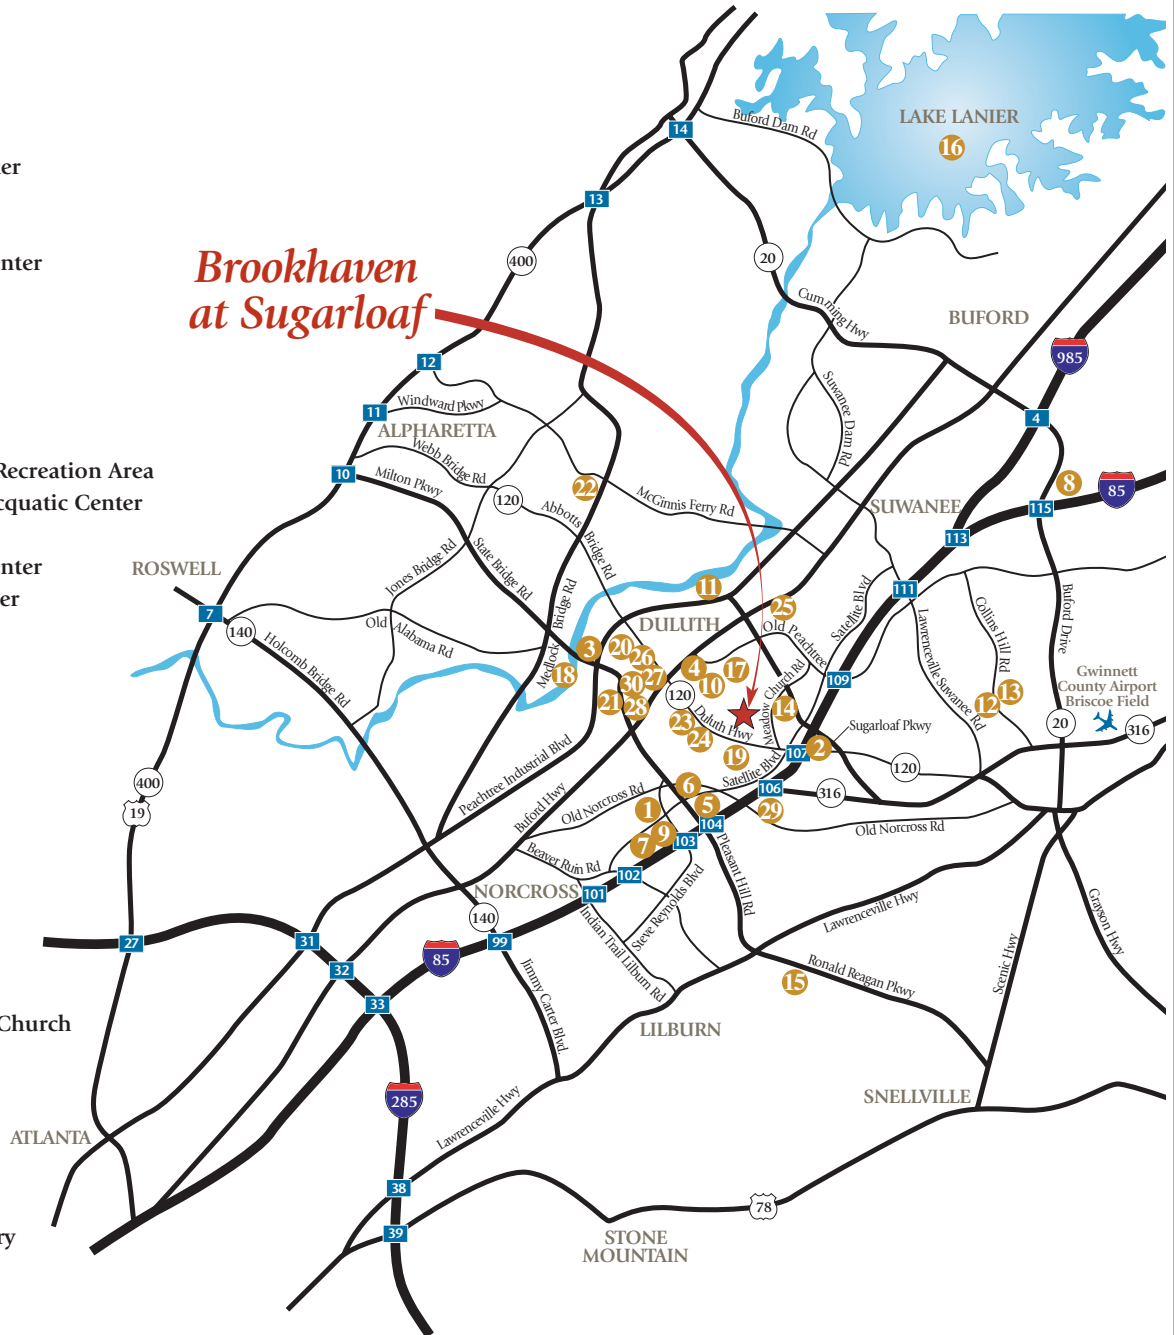 LAKE LANIER
16
Buford Dam Rd
14
ter
13
nter
400
20
Brookhaven
at Sugarloaf
Cumming Hwy
BUFORD
985
12
11
Windward Pkwy
ALPHARETTA
Suwanee Dam Rd
4
Webb Bridge Rd
Recreation Area
10
Milton Pkwy
22
8
85
cquatic Center
120
Abbotts Bridge Rd
McGinnis Ferry Rd
SUWANEE
115
113
nter
ROSWELL
State Bridge Rd
Jones Bridge Rd
er
7
140
Holcomb Bridge Rd
Old Alabama Rd
Medlock Bridge Rd
11
25
Satellite Blvd
111
DULUTH
Old Peachtree
Lawrenceville Suwanee Rd
Collins Hill Rd
Buford Drive
3
20
26
18
30
27
4
10
17
21
28
120
23
24
Duluth Hwy
19
Meadow Church Rd
14
109
12
13
Gwinnett
County Airport
Briscoe Field
20
316
Sugarloaf Pkwy
107
2
120
400
19
Peachtree Industrial Blvd
Buford Hwy
Old Norcross Rd
6
Satellite Blvd
106
316
1
5
29
104
Old Norcross Rd
7
9
103
Beaver Ruin Rd
102
Pleasant Hill Rd
NORCROSS
101
Steve Reynolds Blvd
Indian Trail Lilburn Rd
Lawrenceville Hwy
Grayson Hwy
Scenic Hwy
140
27
31
99
85
32
33
Jimmy Carter Blvd.
Ronald Reagan Pkwy
15
Church
LILBURN
285
SNELLVILLE
Lawrenceville Hwy
ATLANTA
38
78
39
STONE
MOUNTAIN
ry